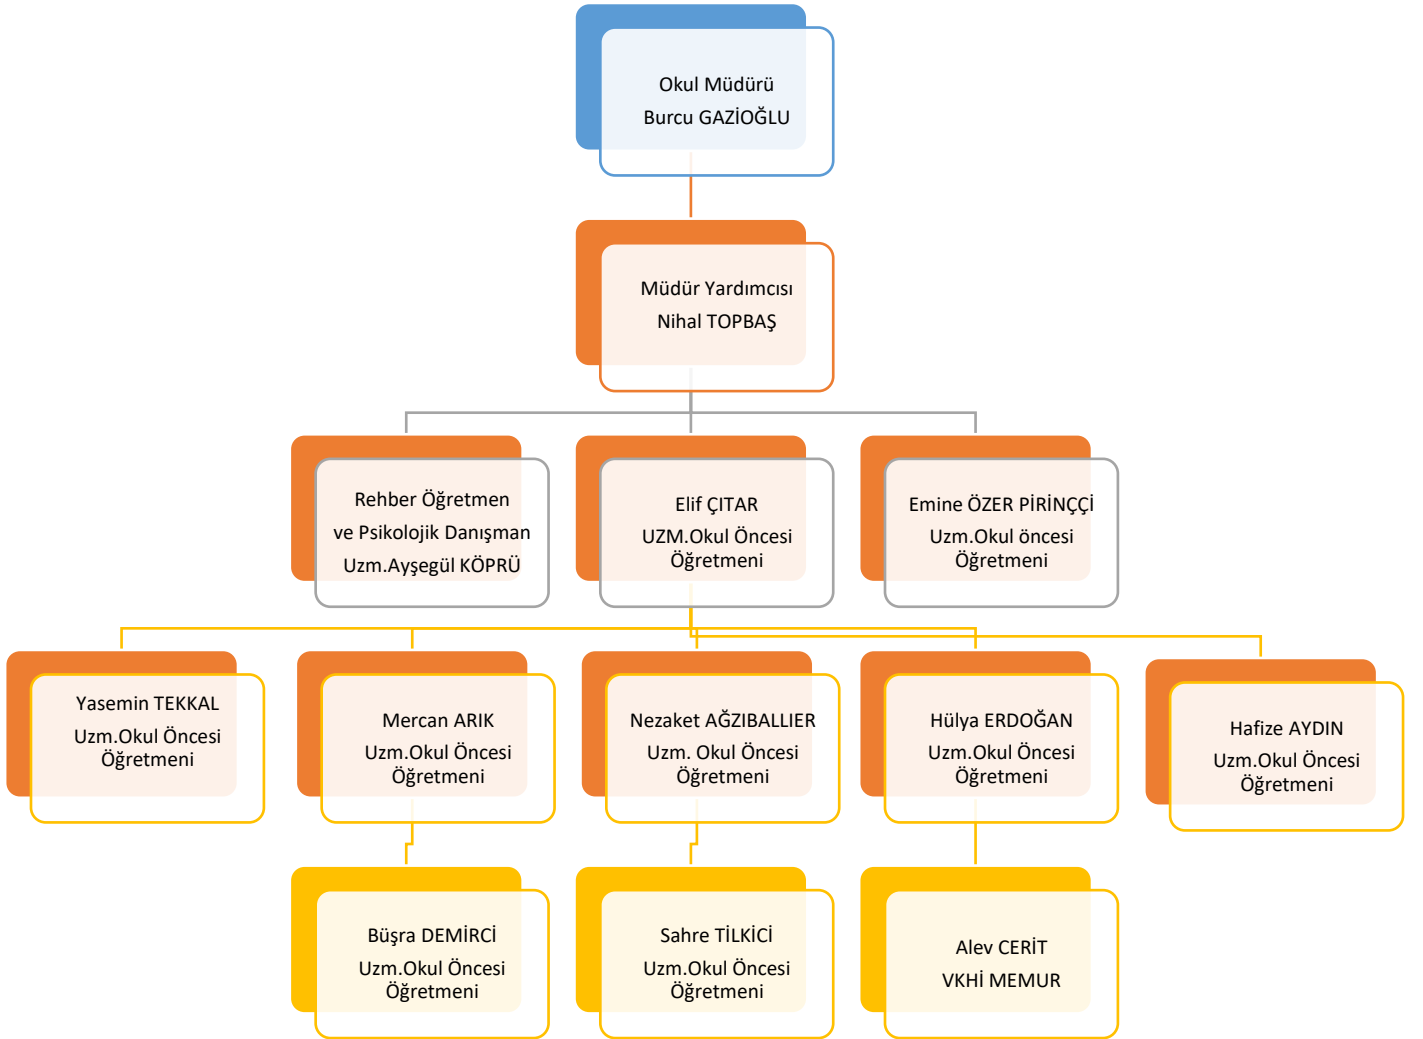 Okul Müdürü
Burcu GAZİOĞLU
Müdür Yardımcısı
Nihal TOPBAŞ
Rehber Öğretmen
ve Psikolojik Danışman
Uzm.Ayşegül KÖPRÜ
Elif ÇITAR
UZM.Okul Öncesi
Öğretmeni
Emine ÖZER PİRİNÇÇİ
Uzm.Okul öncesi
Öğretmeni
Yasemin TEKKAL
Uzm.Okul Öncesi
Öğretmeni
Mercan ARIK
Uzm.Okul Öncesi
Öğretmeni
Nezaket AĞZIBALLIER
Uzm. Okul Öncesi
Öğretmeni
Hülya ERDOĞAN
Uzm.Okul Öncesi
Öğretmeni
Hafize AYDIN
Uzm.Okul Öncesi
Öğretmeni
Büşra DEMİRCİ
Uzm.Okul Öncesi
Öğretmeni
Sahre TİLKİCİ
Uzm.Okul Öncesi
Öğretmeni
Alev CERİT
VKHİ MEMUR